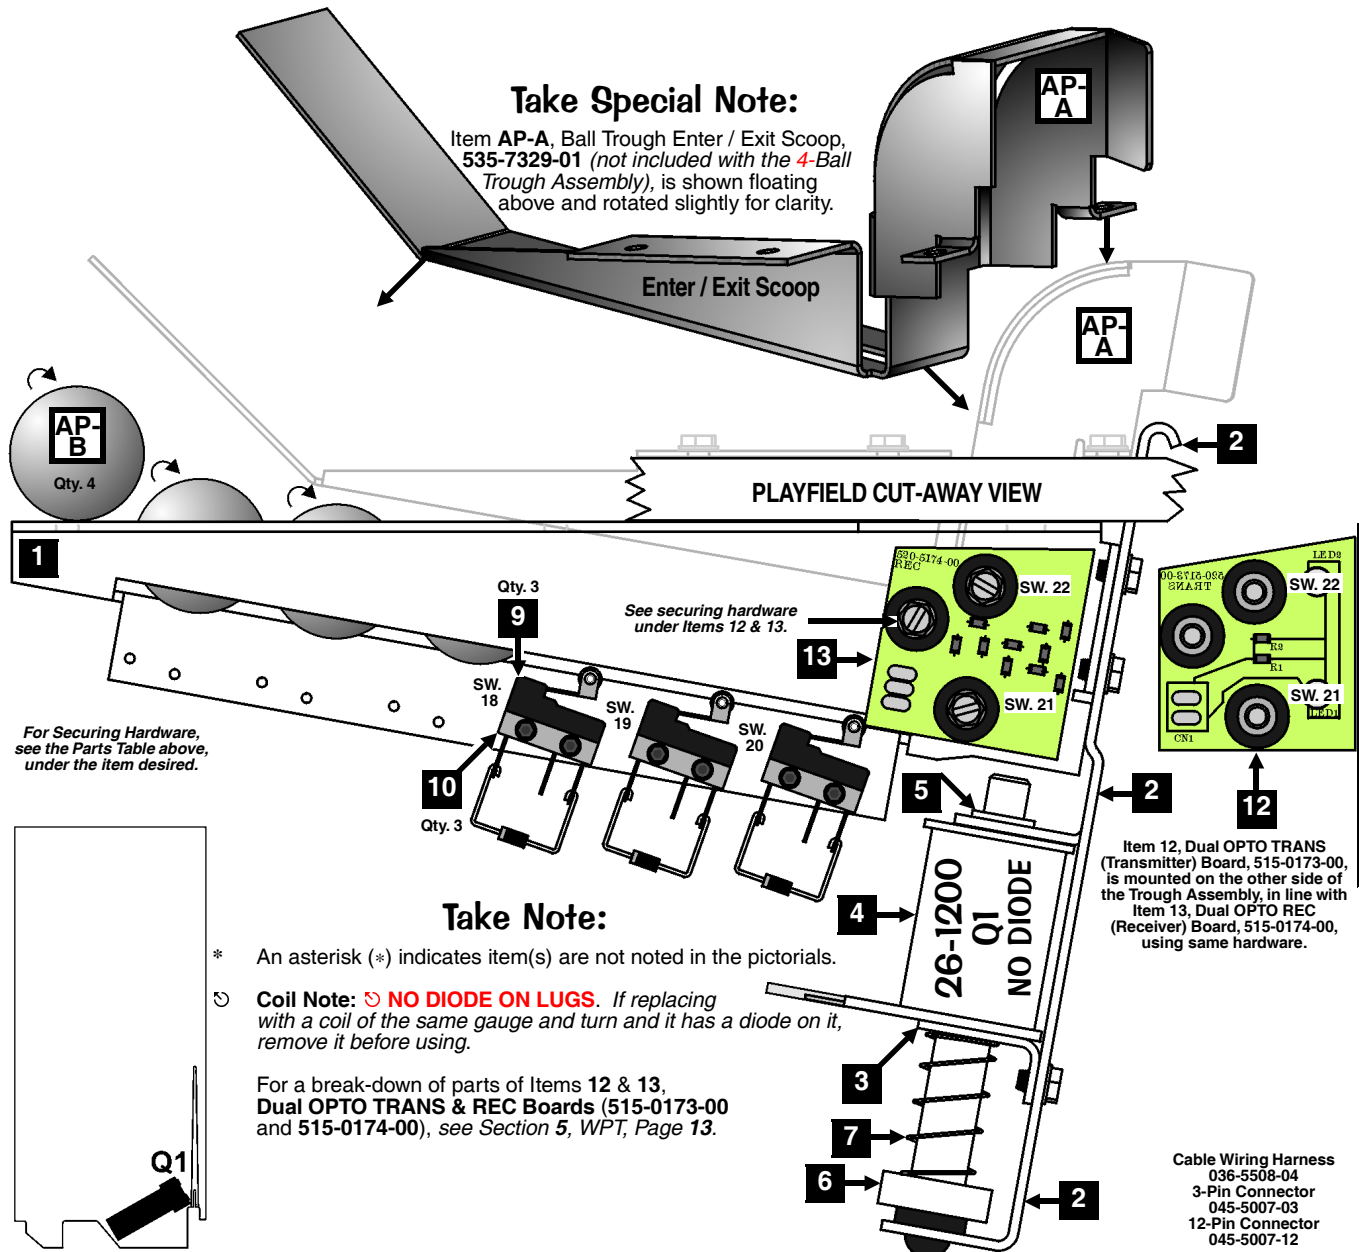 Take Special Note:
Item AP-A, Ball Trough Enter / Exit Scoop,
535-7329-01 (not included with the 4-Ball
Trough Assembly), is shown floating
above and rotated slightly for clarity.
AP-
A
Enter / Exit Scoop
AP-
A
AP-
B
Qty. 4
2
PLAYFIELD CUT-AWAY VIEW
1
520-5174-00
REC
SW. 22
SW. 21
LED2
520-5173-00
TRANS
SW. 22
R2
R1
SW. 21
LED1
CN1
Qty. 3
9
See securing hardware
under Items 12 & 13.
13
SW.
18
SW.
19
SW.
20
For Securing Hardware,
see the Parts Table above,
under the item desired.
10
Qty. 3
5
2
12
Item 12, Dual OPTO TRANS
(Transmitter) Board, 515-0173-00,
is mounted on the other side of
the Trough Assembly, in line with
Item 13, Dual OPTO REC
(Receiver) Board, 515-0174-00,
using same hardware.
4
26-1200
Q1
NO DIODE
Take Note:
* An asterisk (*) indicates item(s) are not noted in the pictorials.
Coil Note: NO DIODE ON LUGS. If replacing
with a coil of the same gauge and turn and it has a diode on it,
remove it before using.
For a break-down of parts of Items 12 & 13,
Dual OPTO TRANS & REC Boards (515-0173-00
and 515-0174-00), see Section 5, WPT, Page 13.
3
7
6
2
Q1
Cable Wiring Harness
036-5508-04
3-Pin Connector
045-5007-03
12-Pin Connector
045-5007-12